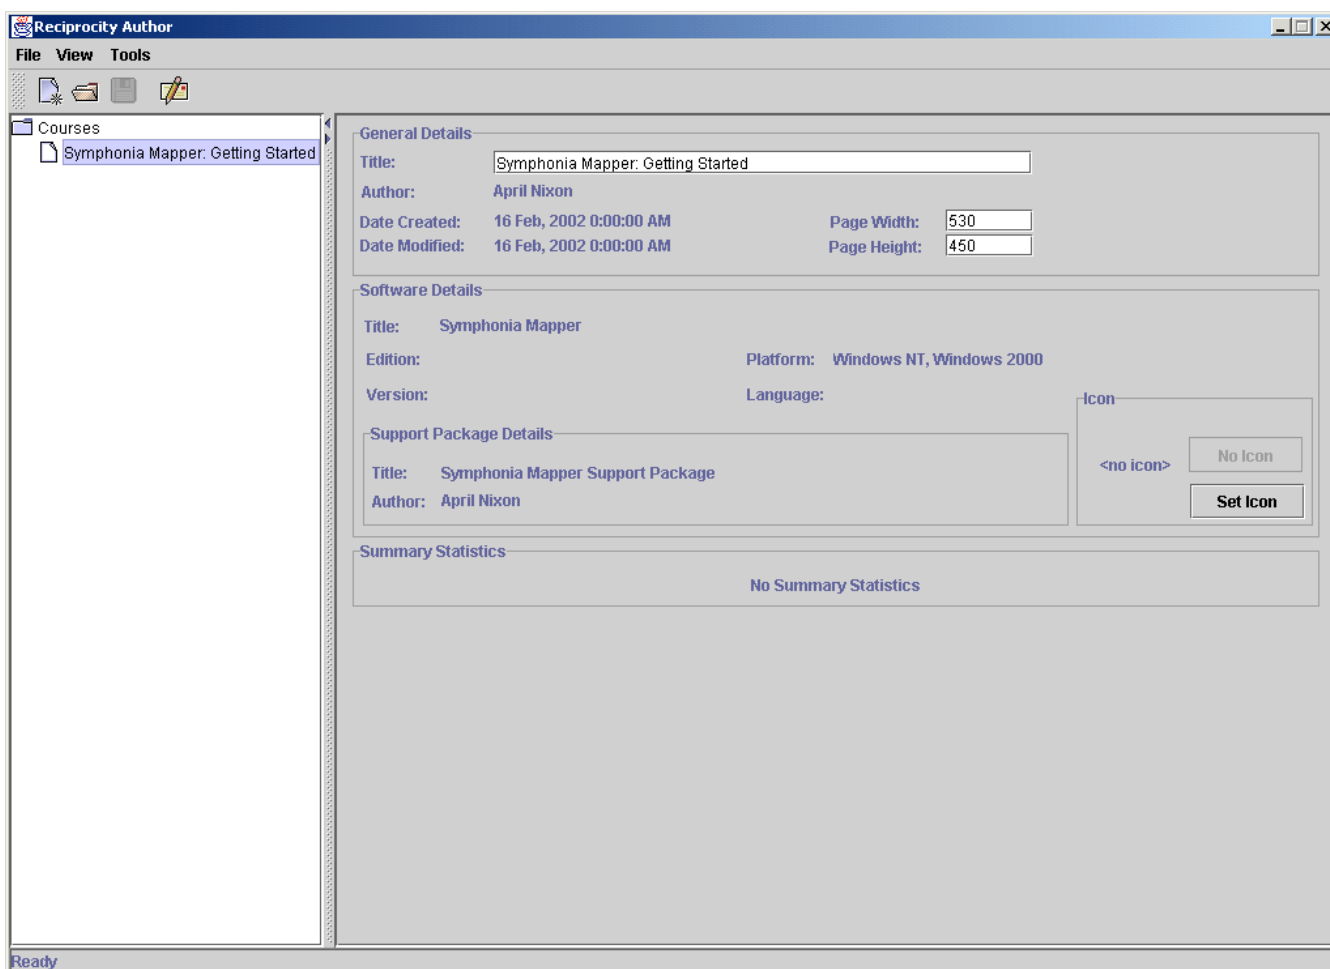 Reciprocity Author
File View Tools
Courses
Symphonia Mapper: Getting Started
General Details
Title: Symphonia Mapper: Getting Started
Author: April Nixon
Date Created: 16 Feb, 2002 0:00:00 AM Page Width: 530
Date Modified: 16 Feb, 2002 0:00:00 AM Page Height: 450
Software Details
Title: Symphonia Mapper
Edition: Platform: Windows NT, Windows 2000
Version: Language:
Icon
Support Package Details
<no icon> No Icon
Title: Symphonia Mapper Support Package
Author: April Nixon
Set Icon
Summary Statistics
No Summary Statistics
Ready